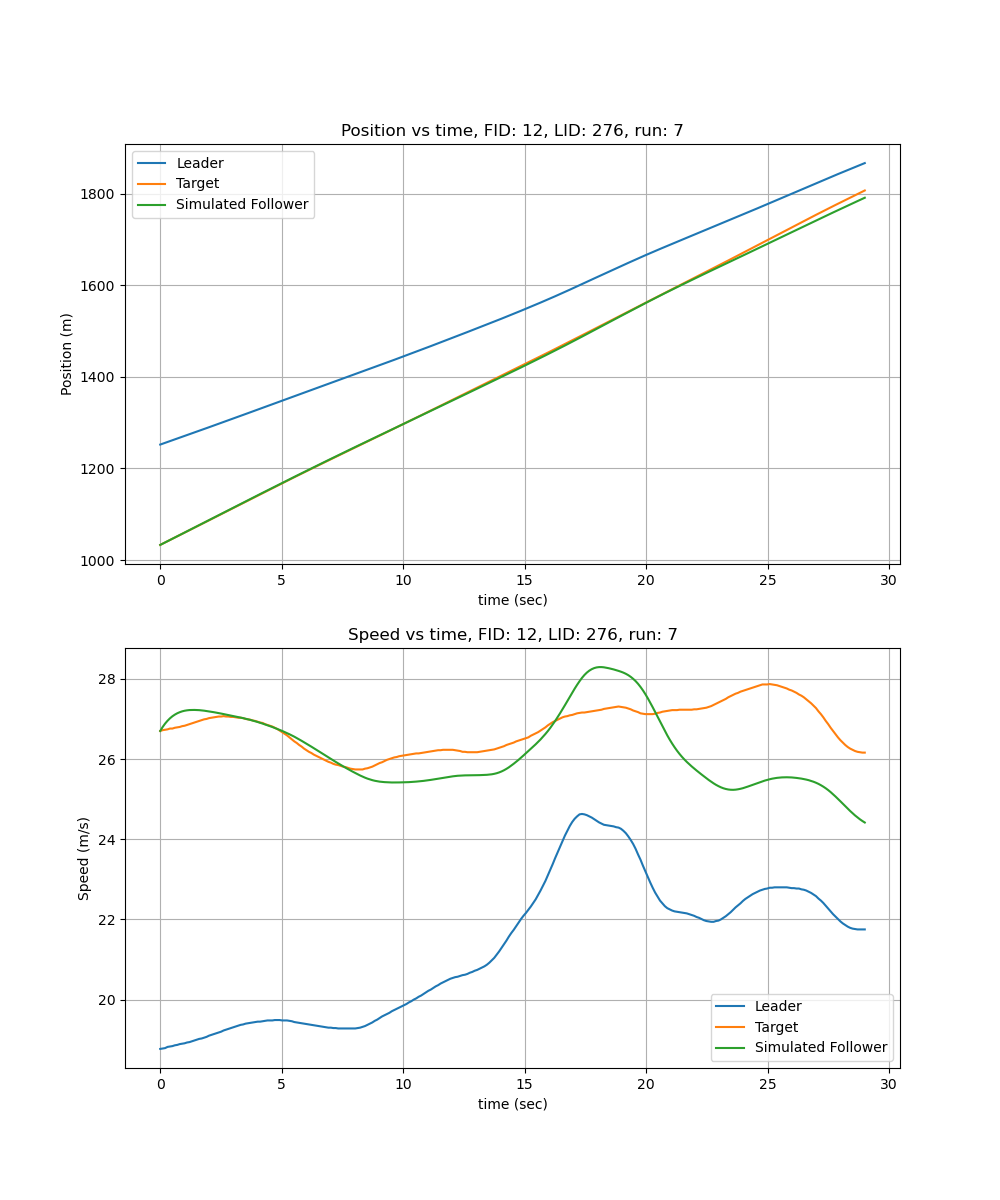 Position vs time, FID: 12, LID: 276, run: 7
Leader
Target
Simulated Follower
Position (m)
1800
1600
1400
1200
1000
0 5 10 15 20 25 30
time (sec)
Speed vs time, FID: 12, LID: 276, run: 7
Speed (m/s)
28
26
24
22
20
Leader
Target
Simulated Follower
0 5 10 15 20 25 30
time (sec)